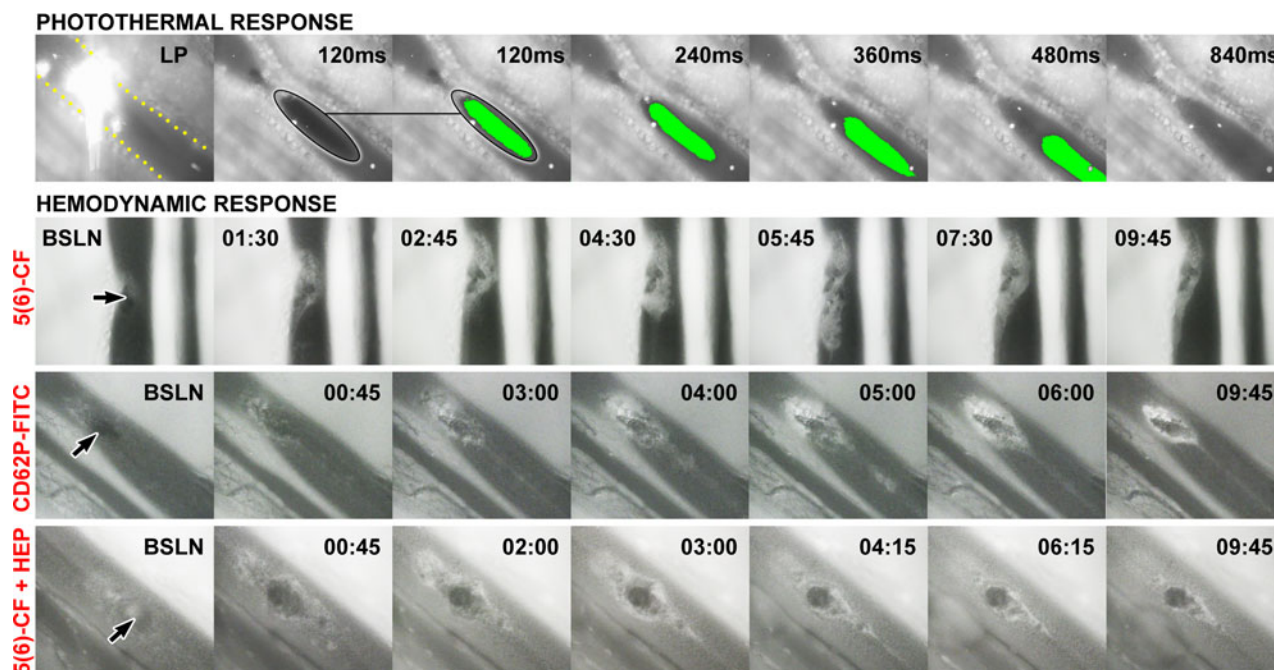 PHOTOTHERMAL RESPONSE
LP 120ms 120ms 240ms 360ms 480ms 840ms
HEMODYNAMIC RESPONSE
5(6)-CF
BSLN 01:30 02:45 04:30 05:45 07:30 09:45
CD62P-FITC
BSLN 00:45 03:00 04:00 05:00 06:00 09:45
5(6)-CF + HEP
BSLN 00:45 02:00 03:00 04:15 06:15 09:45